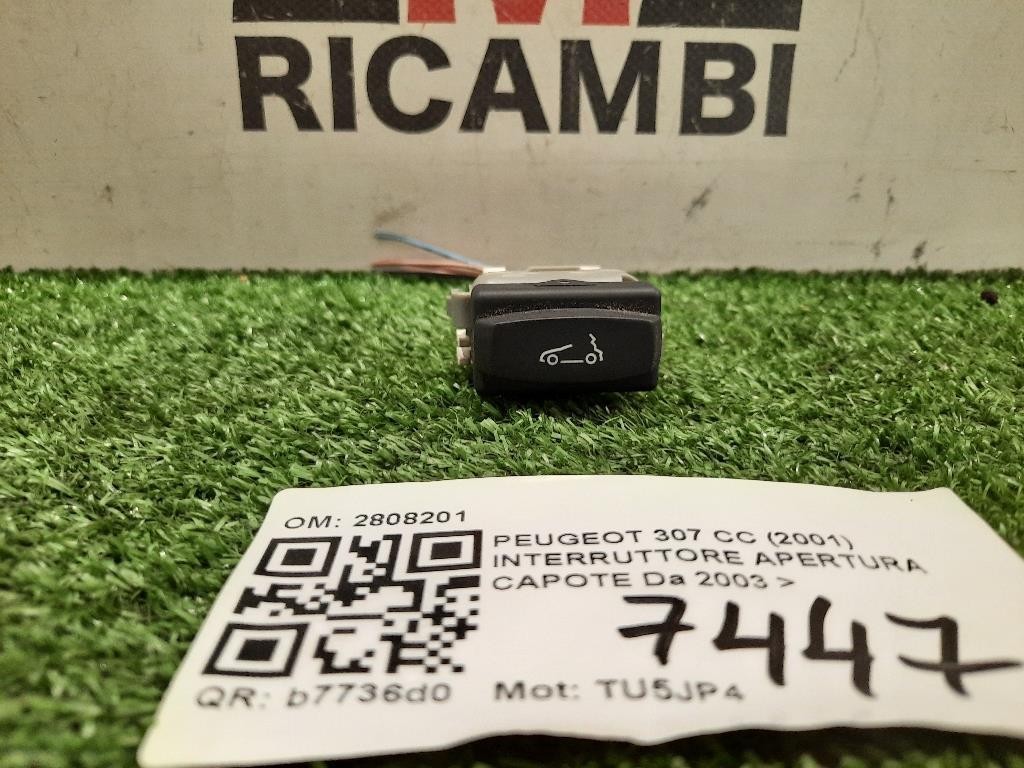 RICAMBI
OM: 2808201
PEUGEOT 307 CC (2001)
INTERRUTTORE APERTURA
CAPOTE Da 2003 >
7447
QR: b7736d0
Mot: TU5JP4